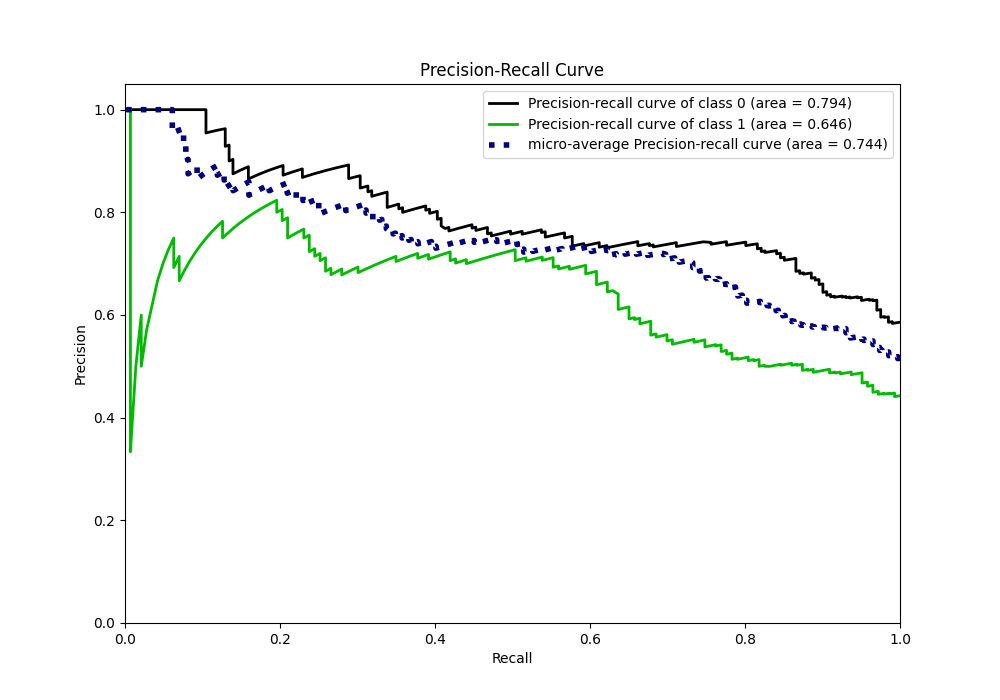 Precision-Recall Curve
Precision-recall curve of class 0 (area = 0.794)
Precision-recall curve of class 1 (area = 0.646)
micro-average Precision-recall curve (area = 0.744)
1.0
0.8
0.6
0.4
0.2
0.0
Precision
0.0 0.2 0.4 0.6 0.8 1.0
Recall